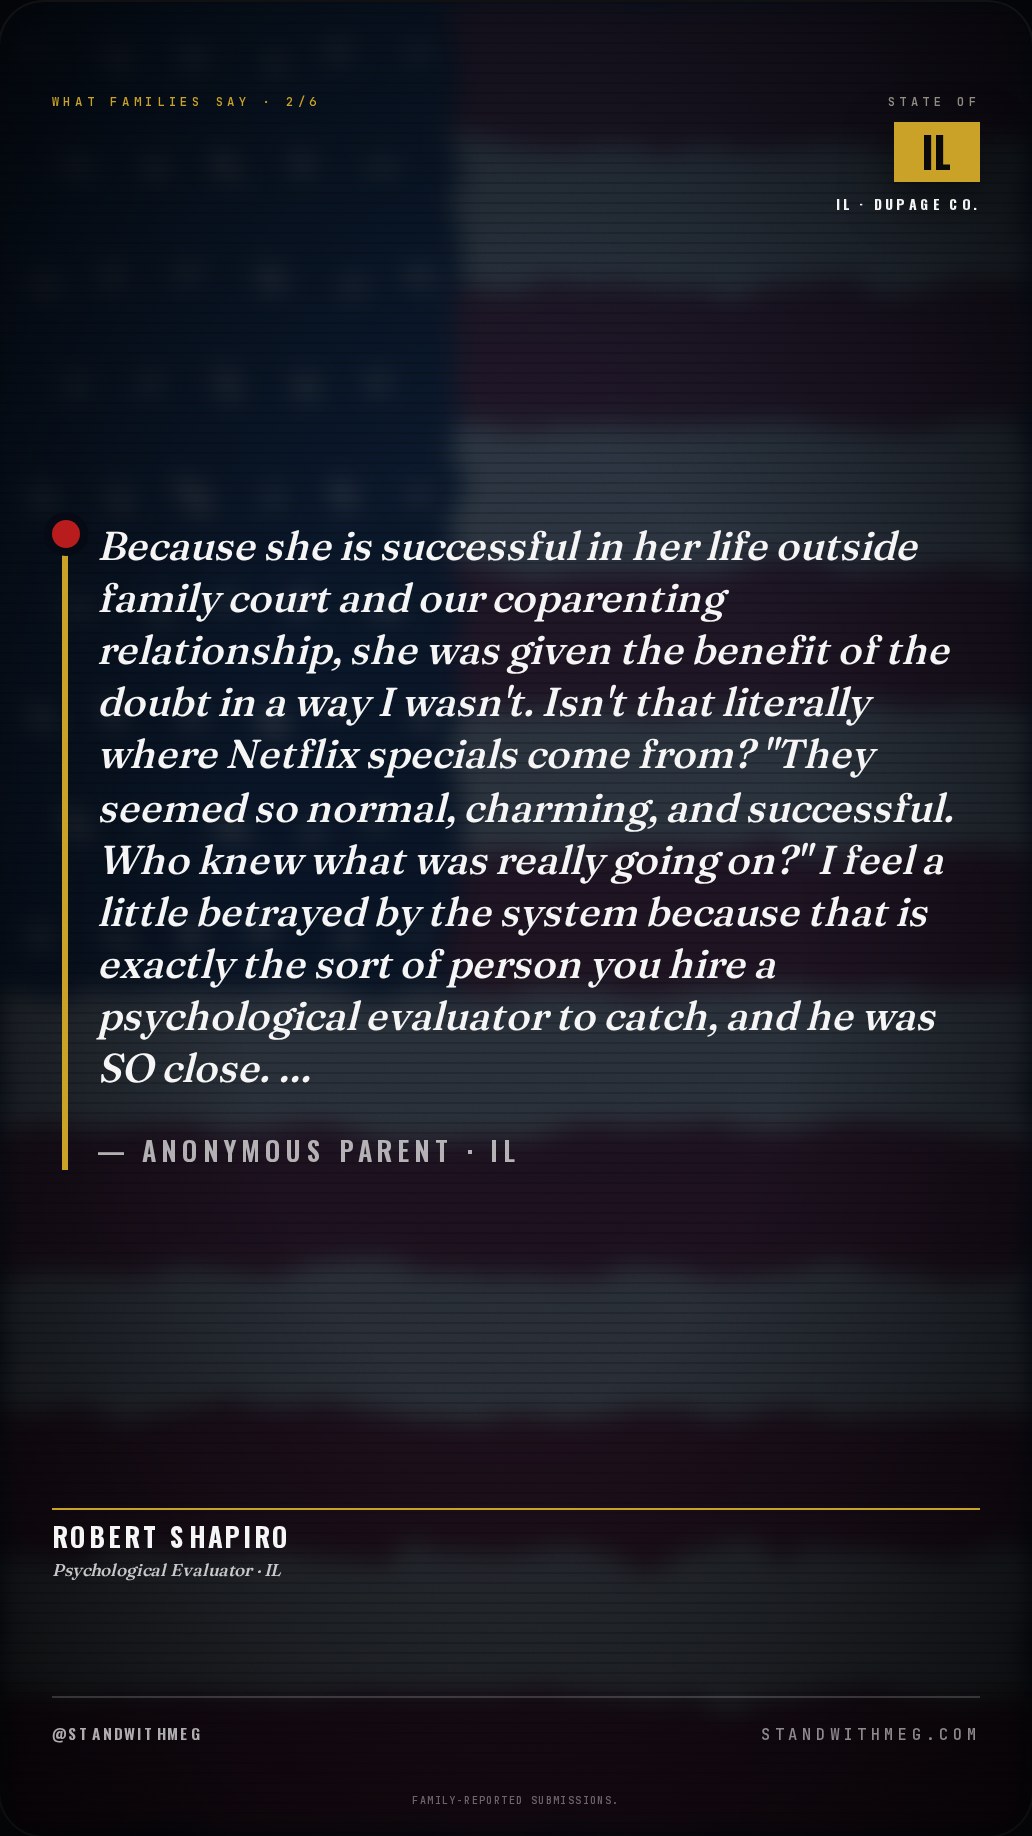 WHAT FAMILIES SAY · 2/6
STATE OF
IL
IL · DUPAGE CO.
Because she is successful in her life outside
family court and our coparenting
relationship, she was given the benefit of the
doubt in a way I wasn't. Isn't that literally
where Netflix specials come from? "They
seemed so normal, charming, and successful.
Who knew what was really going on?" I feel a
little betrayed by the system because that is
exactly the sort of person you hire a
psychological evaluator to catch, and he was
SO close. ...
— ANONYMOUS PARENT · IL
ROBERT SHAPIRO
Psychological Evaluator · IL
@STANDWITHMEG
STANDWITHMEG.COM
FAMILY-REPORTED SUBMISSIONS.